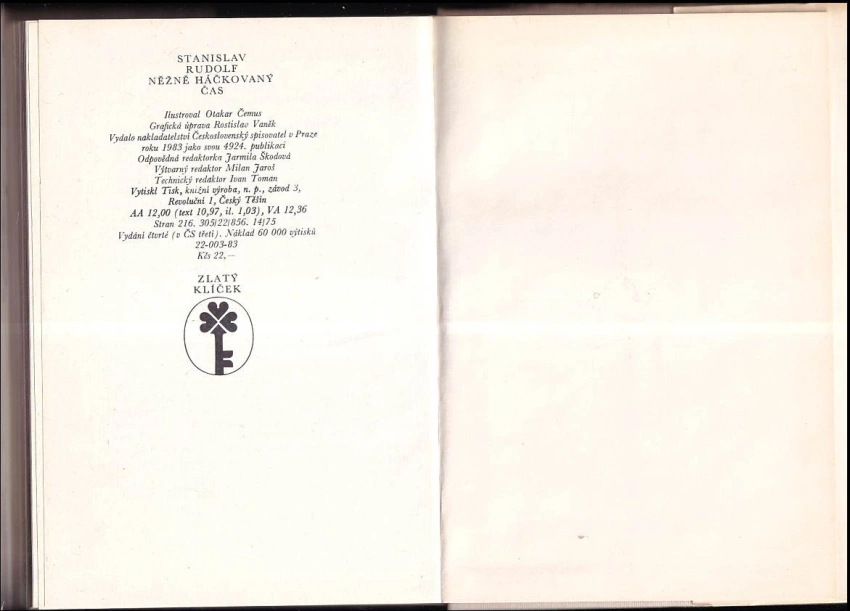 STANISLAV
RUDOLF
NĚŽNĚ HÁČKOVANÝ
ČAS
Ilustroval Otakar Čemus
Grafická úprava Rostislav Vaněk
Vydalo nakladatelství Československý spisovatel v Praze
roku 1983 jako svou 4924. publikaci
Odpovědná redaktorka Jarmila Škodová
Výtvarný redaktor Milan Jaroš
Technický redaktor Ivan Toman
Vytiskl Tisk, knižní výroba, n. p., závod 3,
Revoluční 1, Český Těšín
AA 12,00 (text 10,97, il. 1,03), VA 12,36
Stran 216. 305/22/856. 14/75
Vydání čtvrté (v ČS třetí). Náklad 60 000 výtisků
22-003-83
Kčs 22,—
ZLATÝ
KLÍČEK